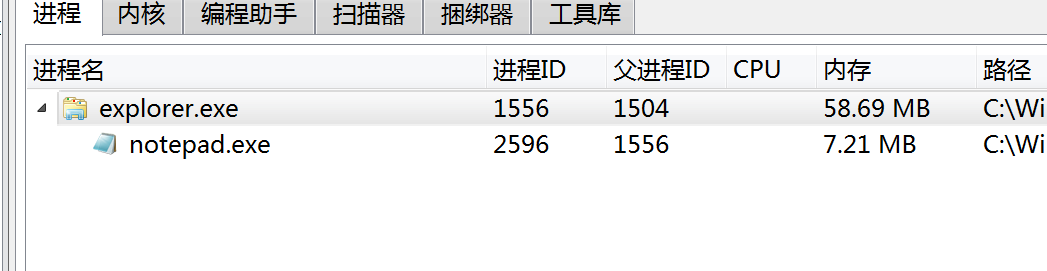 进程 内核 编程助手 扫描器 捆绑器 工具库
进程名 进程ID 父进程ID CPU 内存 路径
explorer.exe 1556 1504 58.69 MB C:\Wi
notepad.exe 2596 1556 7.21 MB C:\Wi